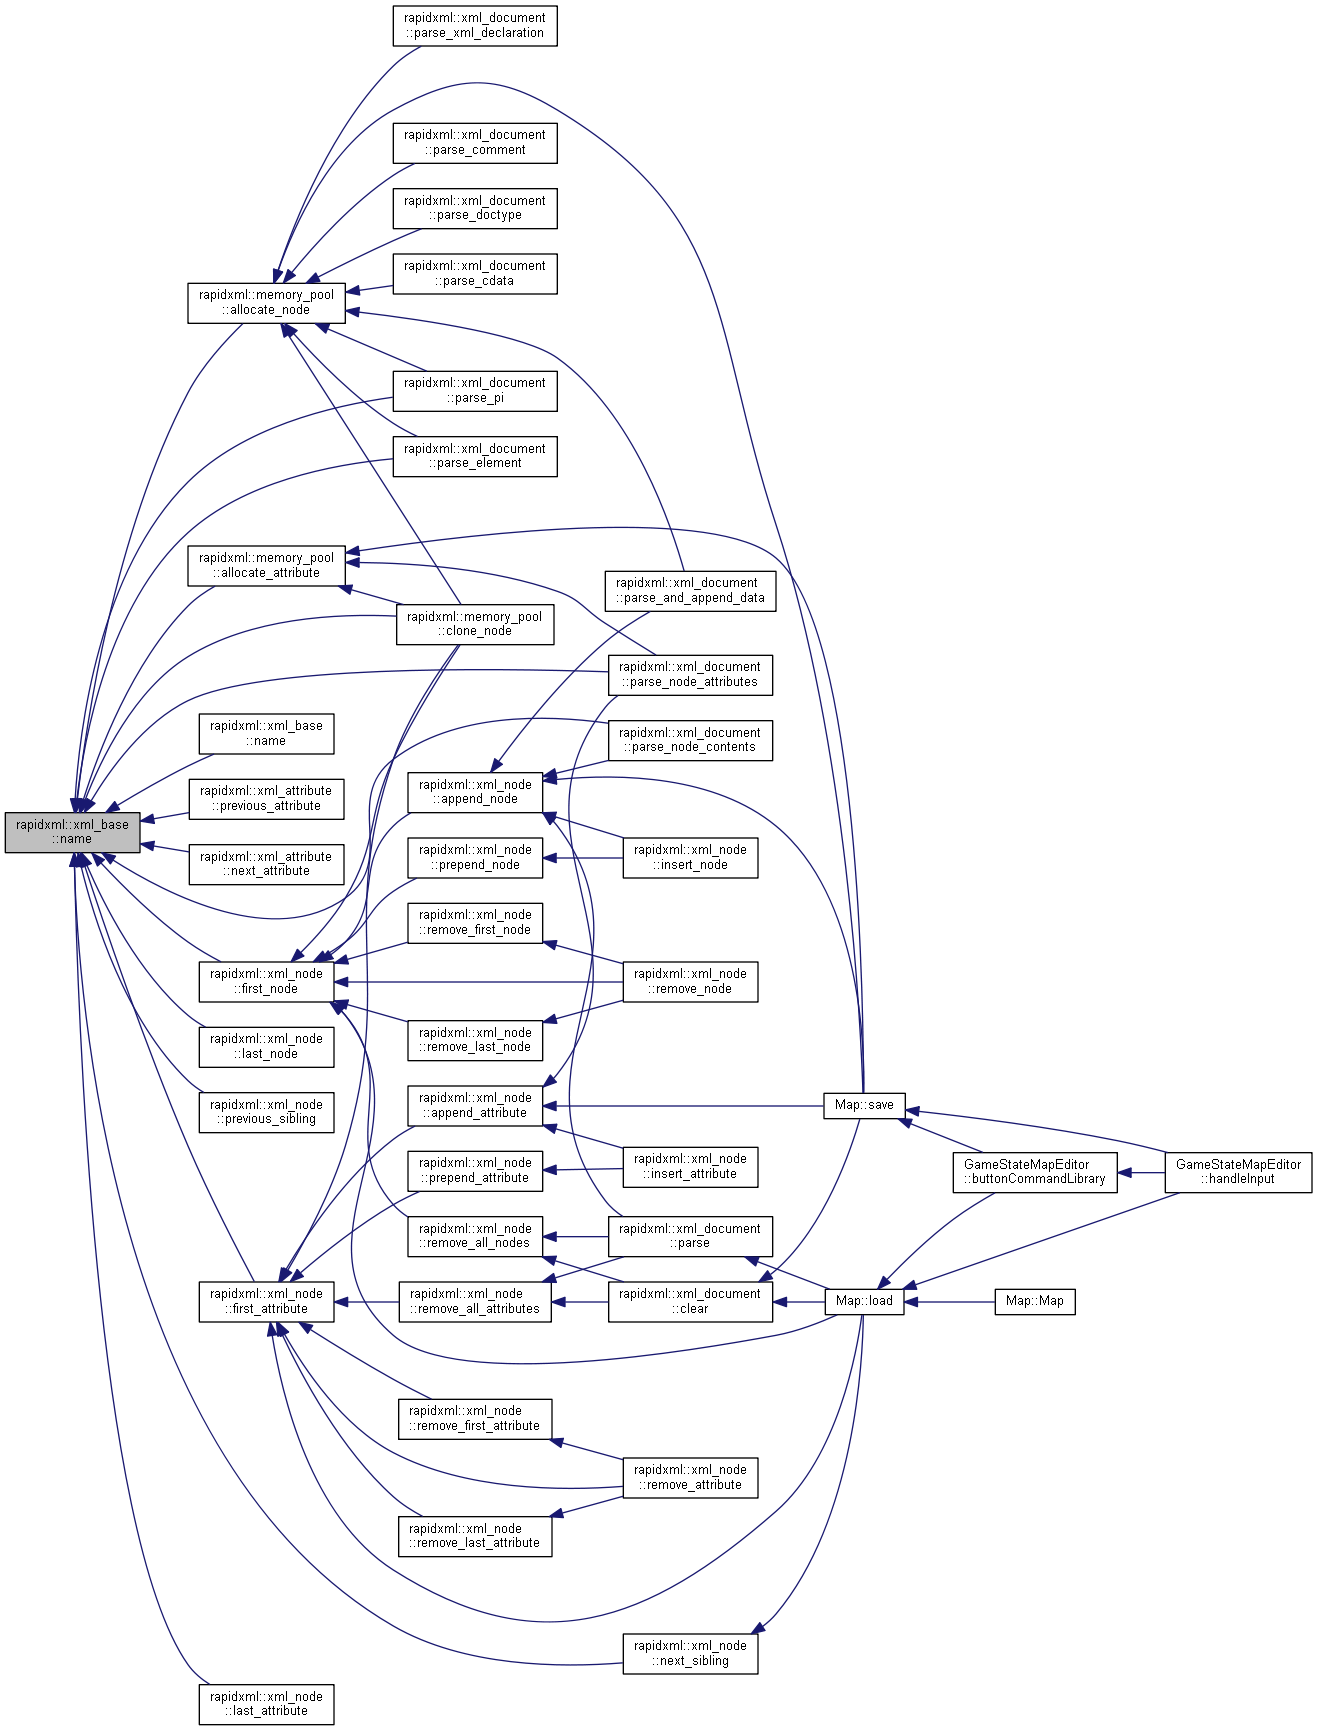 rapidxml::xml_document
::parse_xml_declaration
rapidxml::xml_document
::parse_comment
rapidxml::xml_document
::parse_doctype
rapidxml::xml_document
::parse_cdata
rapidxml::memory_pool
::allocate_node
rapidxml::xml_document
::parse_pi
rapidxml::xml_document
::parse_element
rapidxml::memory_pool
::allocate_attribute
rapidxml::xml_document
::parse_and_append_data
rapidxml::memory_pool
::clone_node
rapidxml::xml_document
::parse_node_attributes
rapidxml::xml_base
::name
rapidxml::xml_document
::parse_node_contents
rapidxml::xml_attribute
::previous_attribute
rapidxml::xml_node
::append_node
rapidxml::xml_base
::name
rapidxml::xml_attribute
::next_attribute
rapidxml::xml_node
::prepend_node
rapidxml::xml_node
::insert_node
rapidxml::xml_node
::remove_first_node
rapidxml::xml_node
::first_node
rapidxml::xml_node
::remove_node
rapidxml::xml_node
::last_node
rapidxml::xml_node
::remove_last_node
rapidxml::xml_node
::previous_sibling
rapidxml::xml_node
::append_attribute
Map::save
rapidxml::xml_node
::prepend_attribute
rapidxml::xml_node
::insert_attribute
GameStateMapEditor
::buttonCommandLibrary
GameStateMapEditor
::handleInput
rapidxml::xml_node
::remove_all_nodes
rapidxml::xml_document
::parse
rapidxml::xml_node
::first_attribute
rapidxml::xml_node
::remove_all_attributes
rapidxml::xml_document
::clear
Map::load
Map::Map
rapidxml::xml_node
::remove_first_attribute
rapidxml::xml_node
::remove_attribute
rapidxml::xml_node
::remove_last_attribute
rapidxml::xml_node
::next_sibling
rapidxml::xml_node
::last_attribute